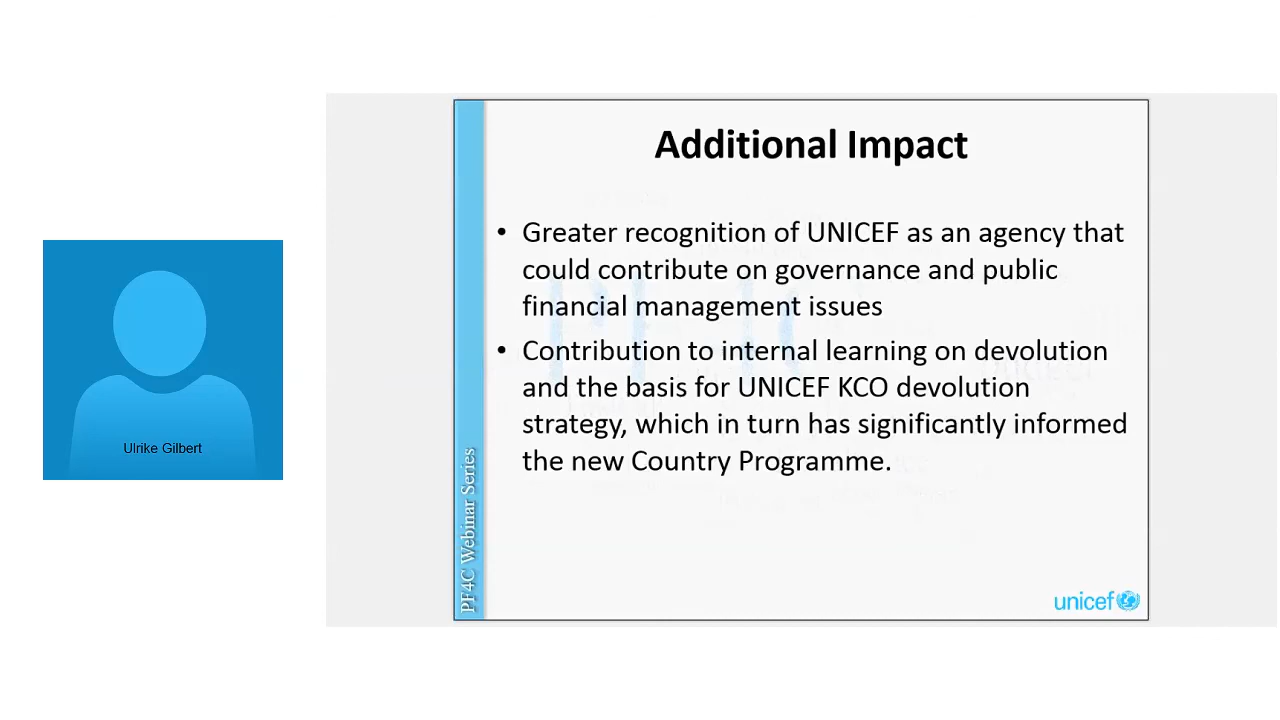 Additional Impact
• Greater recognition of UNICEF as an agency that
could contribute on governance and public
financial management issues
• Contribution to internal learning on devolution
and the basis for UNICEF KCO devolution
strategy, which in turn has significantly informed
the new Country Programme.
Ulrike Gilbert
PF4C Webinar Series
unicef